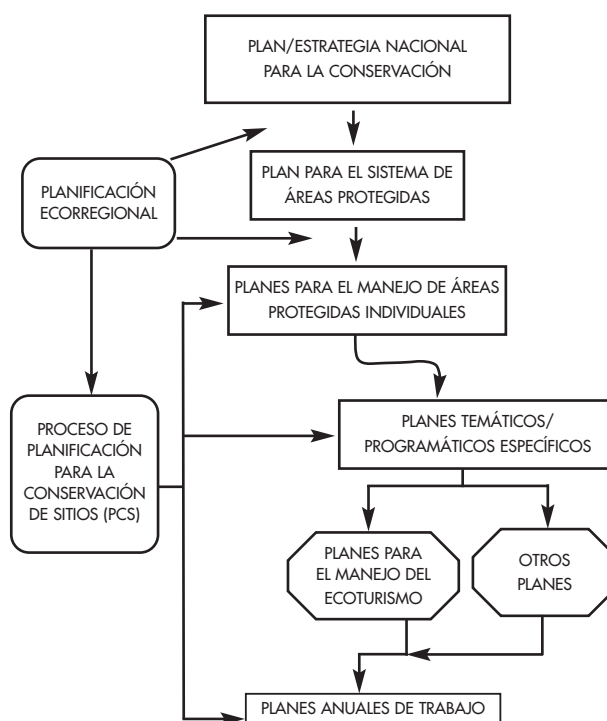 PLAN/ESTRATEGIA NACIONAL
PARA LA CONSERVACIÓN
PLAN PARA EL SISTEMA DE
ÁREAS PROTEGIDAS
PLANIFICACIÓN
ECORREGIONAL
PLANES PARA EL MANEJO DE ÁREAS
PROTEGIDAS INDIVIDUALES
PROCESO DE
PLANIFICACIÓN
PARA LA
CONSERVACIÓN
DE SITIOS (PCS)
PLANES TEMÁTICOS/
PROGRAMÁTICOS ESPECÍFICOS
PLANES PARA
EL MANEJO DEL
ECOTURISMO
OTROS
PLANES
PLANES ANUALES DE TRABAJO